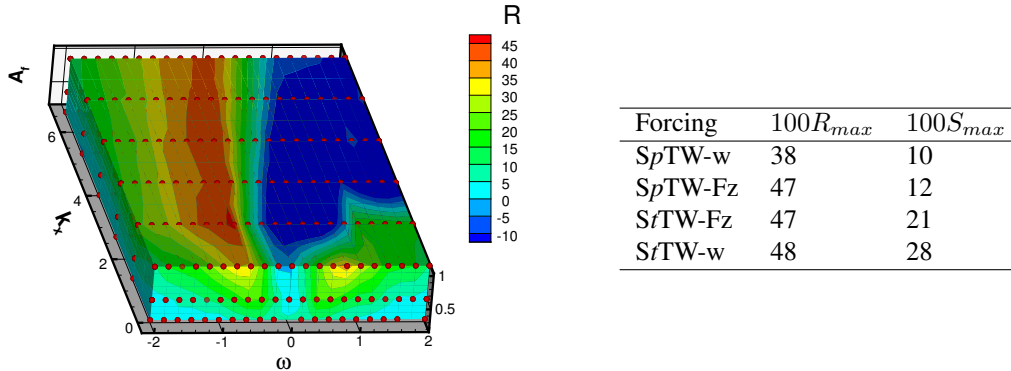 R
45
40
35
30
25
20
15
10
5
0
-5
-10
A_f
6
4
κ_x
2
0
-2
-1
0
1
2
ω
1
0.5
Forcing 100R_max 100S_max
SpTW-w 38 10
SpTW-Fz 47 12
StTW-Fz 47 21
StTW-w 48 28